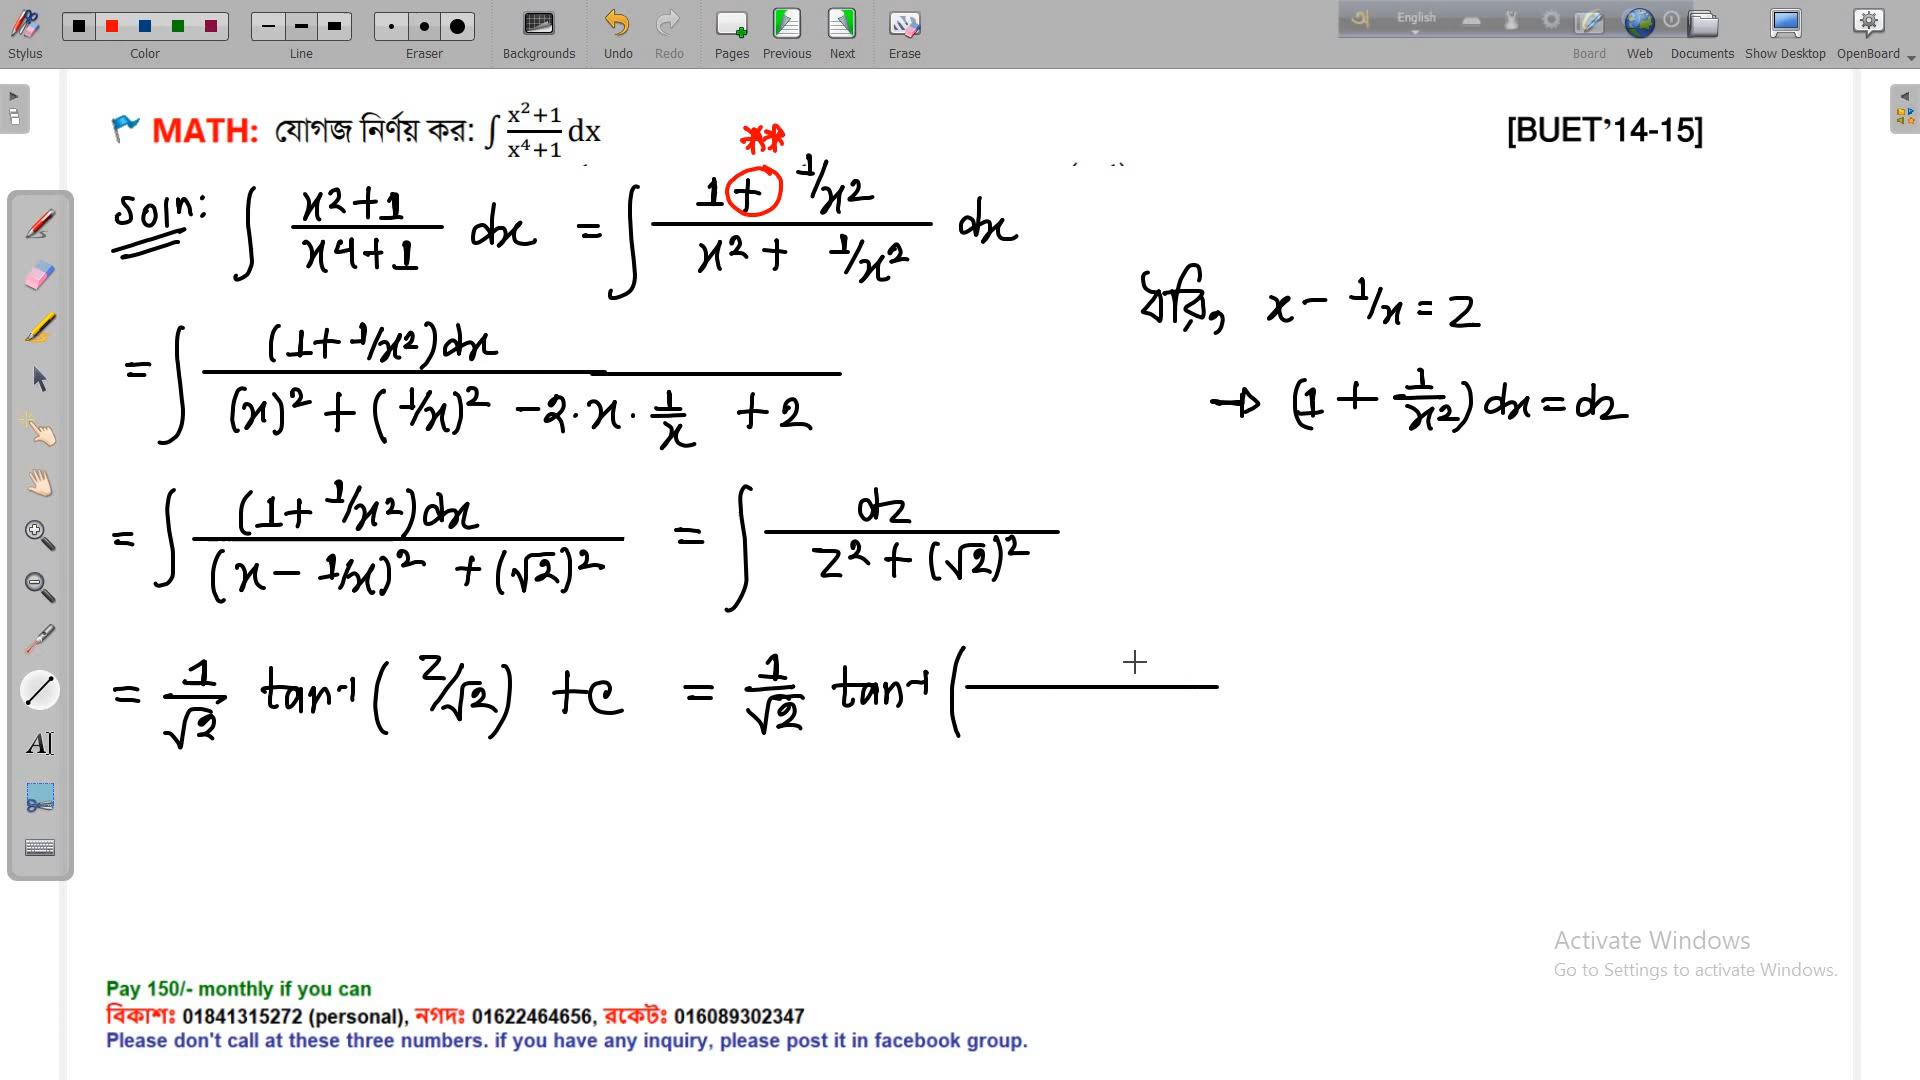 Stylus Color Line Eraser Backgrounds Undo Redo Pages Previous Next Erase English Board Web Documents Show Desktop OpenBoard
MATH: যোগজ নির্ণয় কর: ∫ (x²+1)/(x⁴+1) dx [BUET’14-15]
**
Soln: ∫ (x²+1)/(x⁴+1) dx = ∫ (1 + 1/x²)/(x² + 1/x²) dx
ধরি, x - 1/x = z
= ∫ (1+1/x²)dx / ((x)² + (1/x)² - 2·x·1/x + 2)
→ (1 + 1/x²) dx = dz
= ∫ (1+1/x²)dx / ((x - 1/x)² + (√2)²) = ∫ dz / (z² + (√2)²)
= 1/√2 tan⁻¹( z/√2 ) + c = 1/√2 tan⁻¹ (
Activate Windows
Go to Settings to activate Windows.
Pay 150/- monthly if you can
বিকাশঃ 01841315272 (personal), নগদঃ 01622464656, রকেটঃ 016089302347
Please don't call at these three numbers. if you have any inquiry, please post it in facebook group.